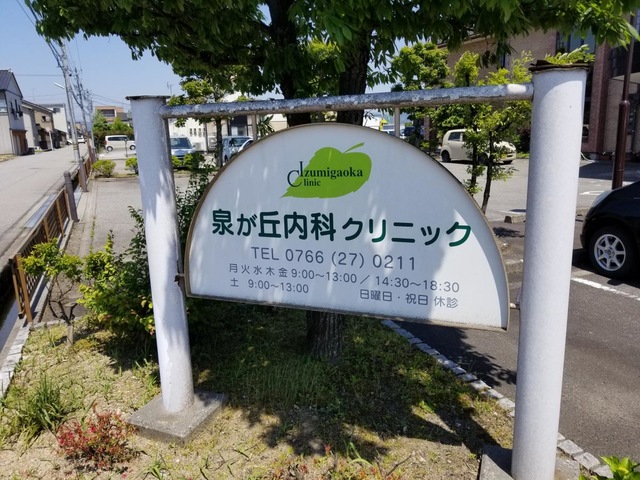 Izumigaoka
Clinic
泉が丘内科クリニック
TEL 0766 (27) 0211
月火水木金 9:00～13:00／14:30～18:30
土 9:00～13:00 日曜日・祝日 休診